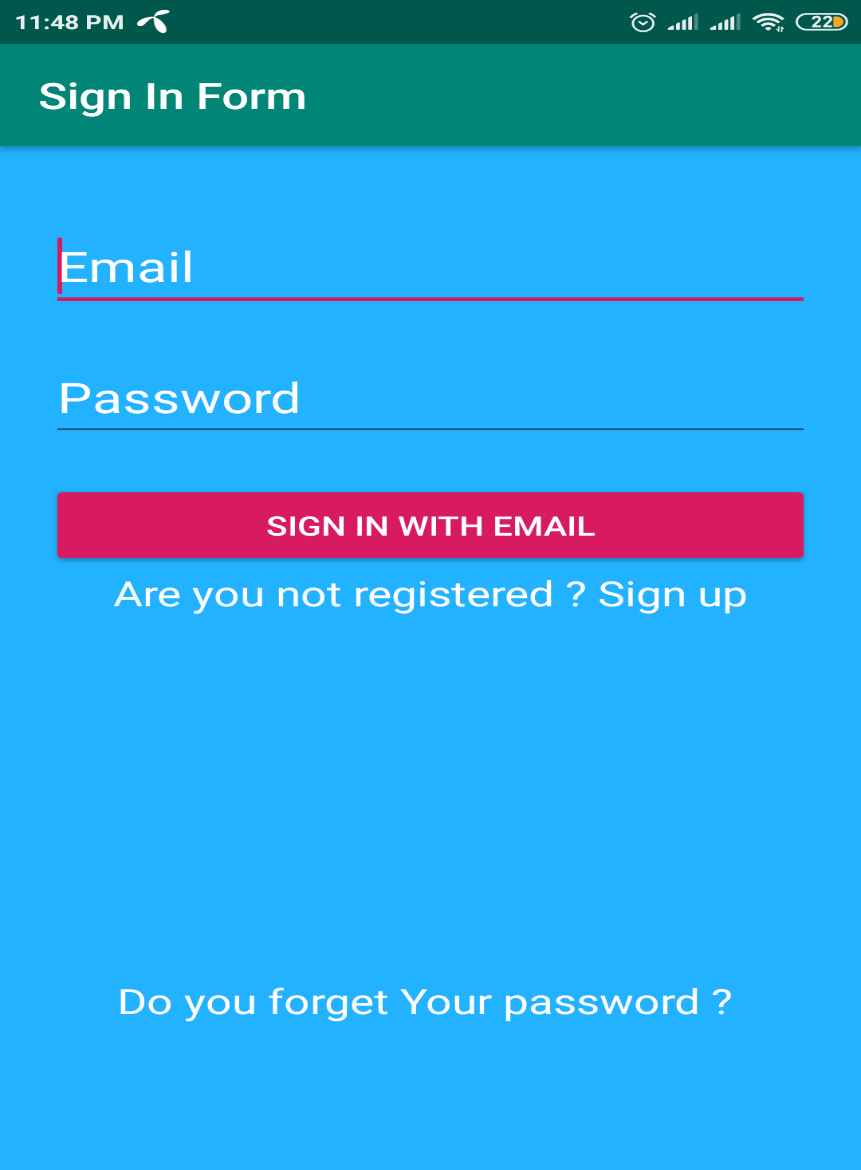 11:48 PM
22
Sign In Form
Email
Password
SIGN IN WITH EMAIL
Are you not registered ? Sign up
Do you forget Your password ?